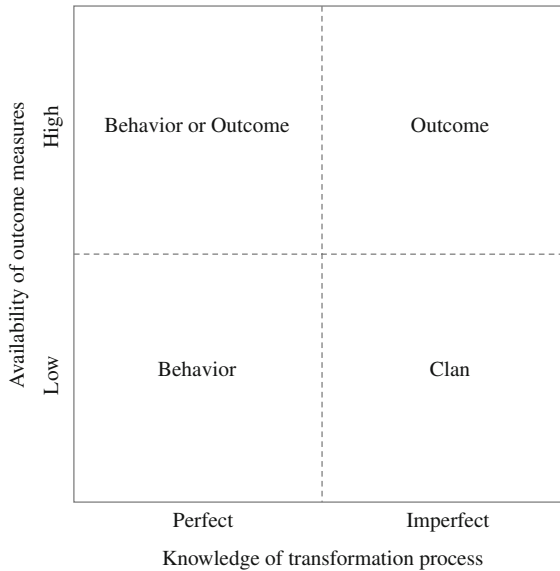 Availability of outcome measures
High
Behavior or Outcome
Outcome
Low
Behavior
Clan
Perfect
Imperfect
Knowledge of transformation process